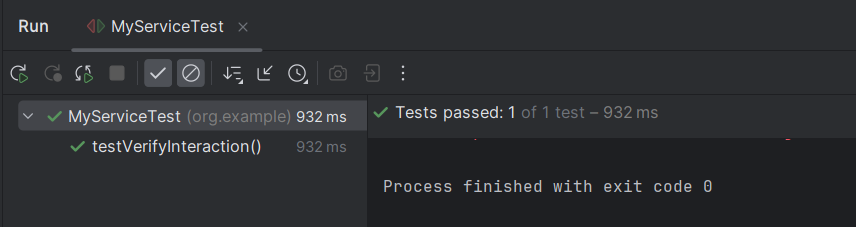 Run MyServiceTest
MyServiceTest (org.example) 932 ms
testVerifyInteraction() 932 ms
Tests passed: 1 of 1 test – 932 ms
Process finished with exit code 0